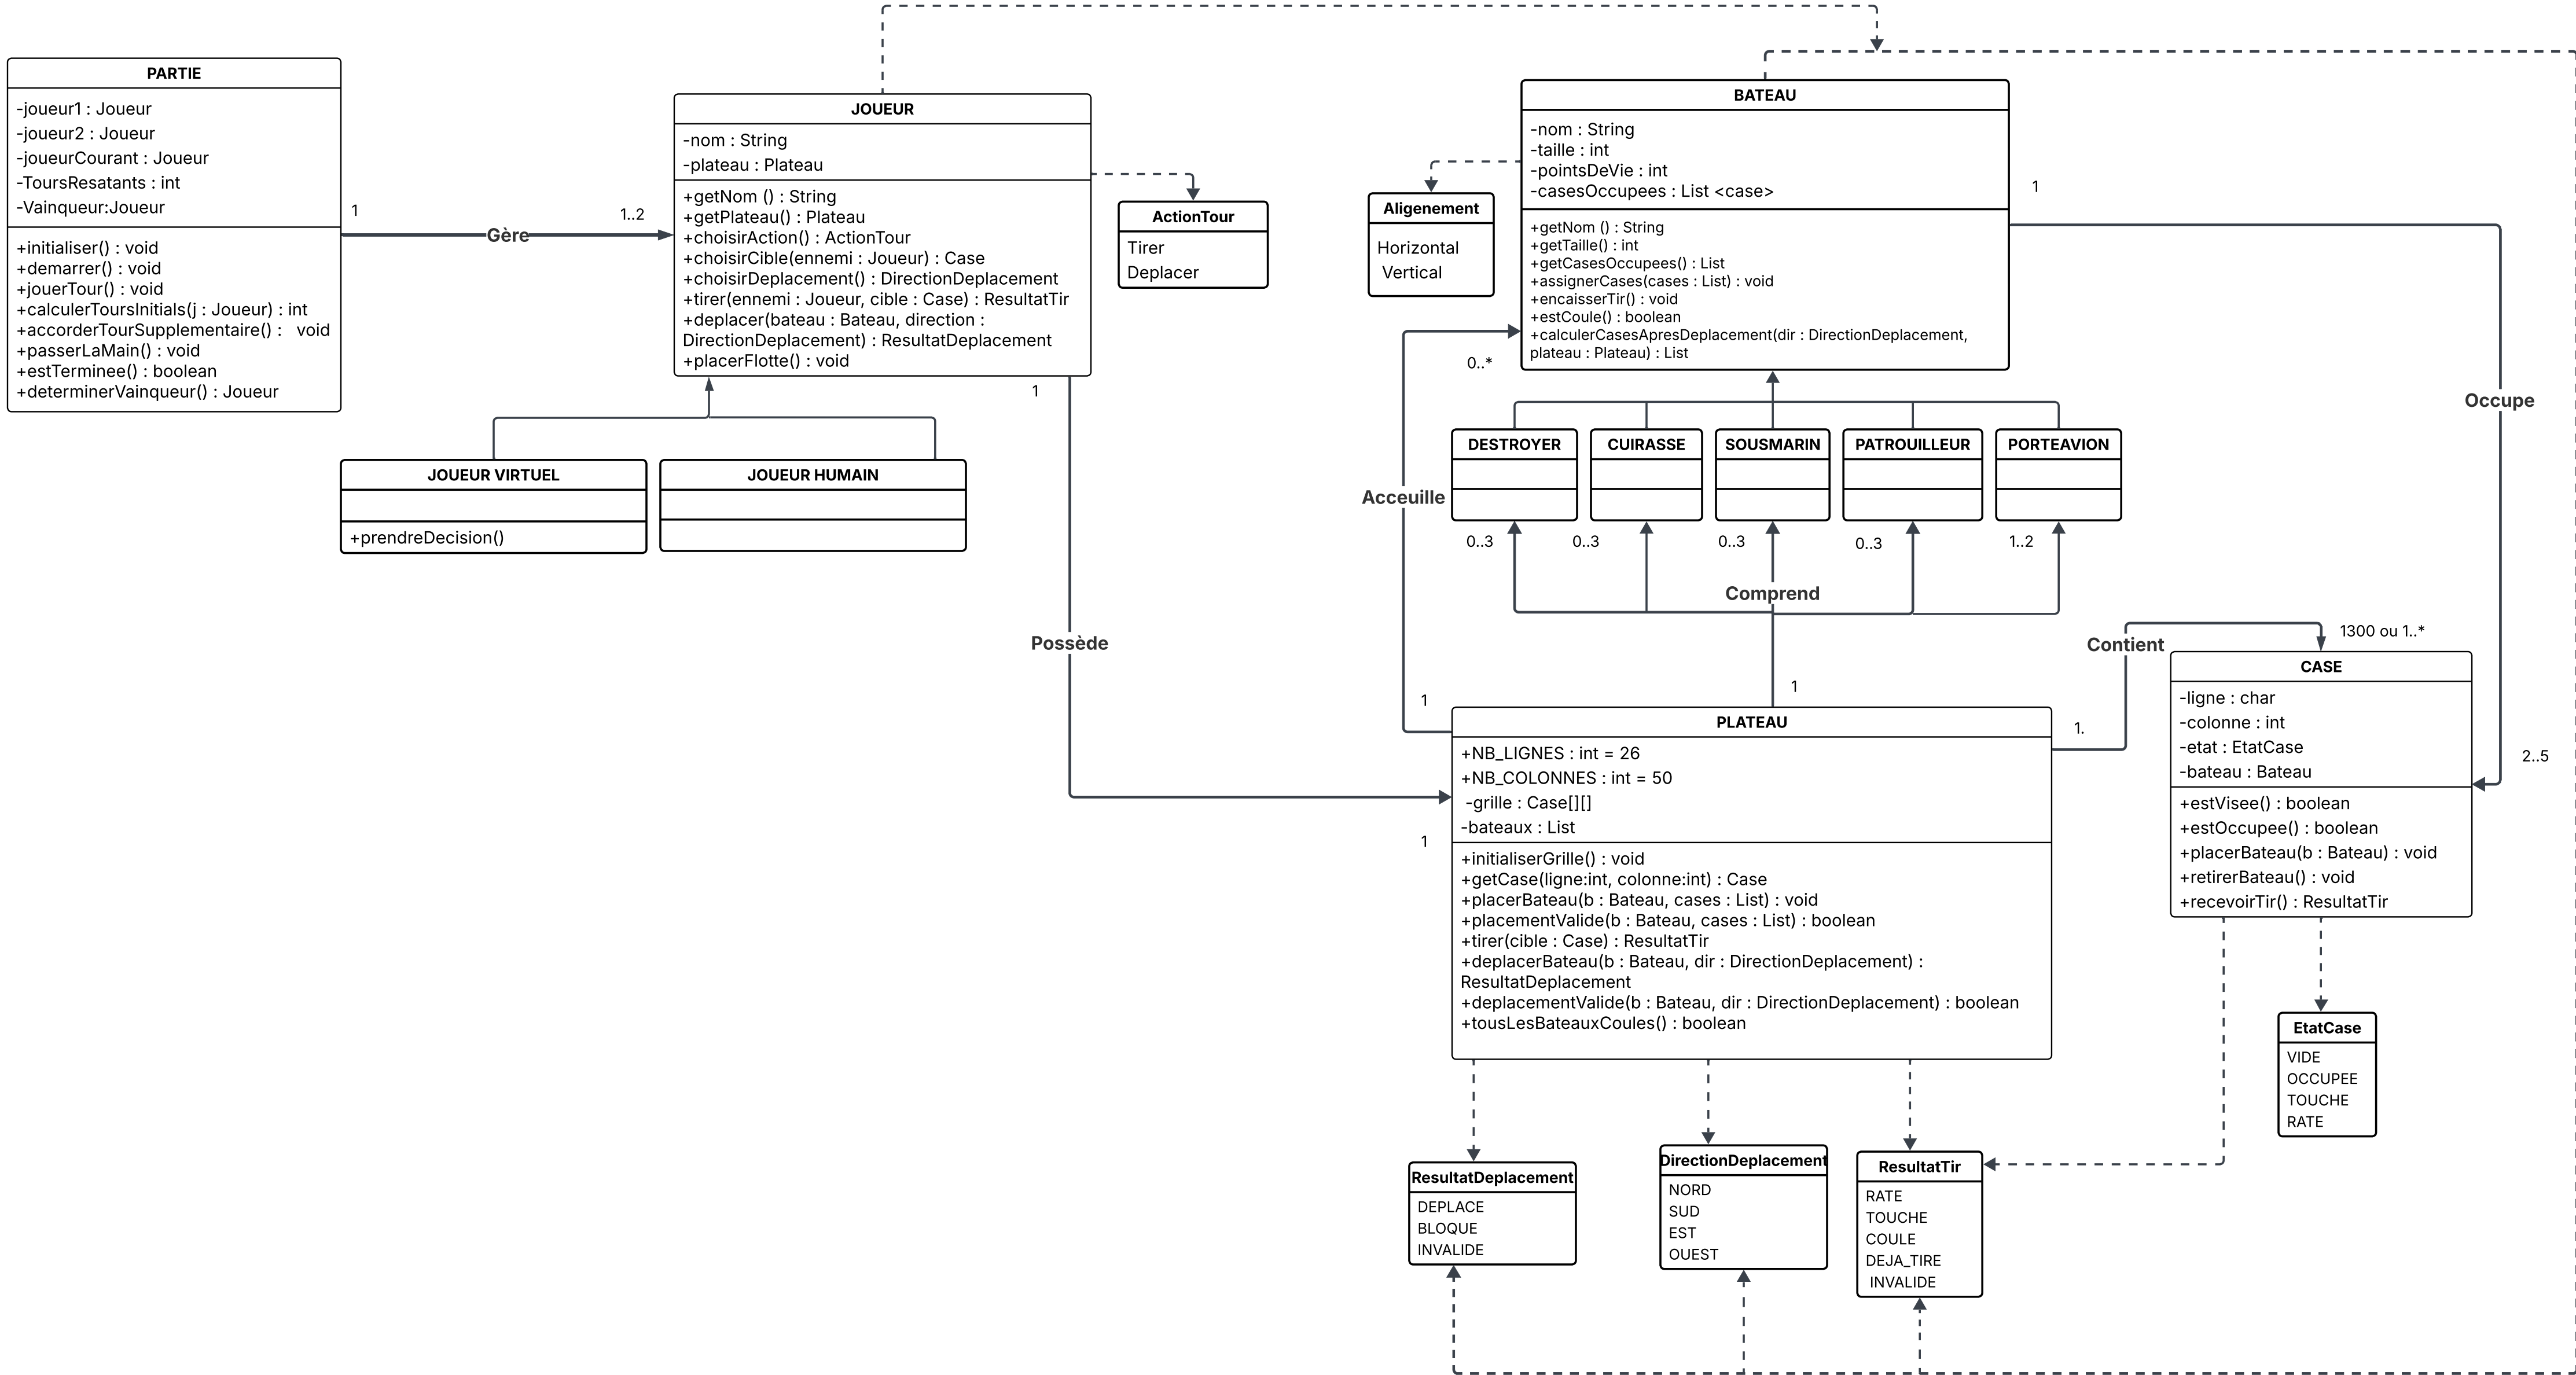 PARTIE
-joueur1 : Joueur
-joueur2 : Joueur
-joueurCourant : Joueur
-ToursResatants : int
-Vainqueur:Joueur
+initialiser() : void
+demarrer() : void
+jouerTour() : void
+calculerToursInitials(j : Joueur) : int
+accorderTourSupplementaire() :   void
+passerLaMain() : void
+estTerminee() : boolean
+determinerVainqueur() : Joueur
1
Gère
1..2
JOUEUR
-nom : String
-plateau : Plateau
+getNom () : String
+getPlateau() : Plateau
+choisirAction() : ActionTour
+choisirCible(ennemi : Joueur) : Case
+choisirDeplacement() : DirectionDeplacement
+tirer(ennemi : Joueur, cible : Case) : ResultatTir
+deplacer(bateau : Bateau, direction :
DirectionDeplacement) : ResultatDeplacement
+placerFlotte() : void
1
ActionTour
Tirer
Deplacer
JOUEUR VIRTUEL
+prendreDecision()
JOUEUR HUMAIN
Possède
1
Aligenement
Horizontal
Vertical
BATEAU
-nom : String
-taille : int
-pointsDeVie : int
-casesOccupees : List <case>
+getNom () : String
+getTaille() : int
+getCasesOccupees() : List
+assignerCases(cases : List) : void
+encaisserTir() : void
+estCoule() : boolean
+calculerCasesApresDeplacement(dir : DirectionDeplacement,
plateau : Plateau) : List
1
Occupe
2..5
0..*
Acceuille
1
DESTROYER
CUIRASSE
SOUSMARIN
PATROUILLEUR
PORTEAVION
0..3
0..3
0..3
0..3
1..2
Comprend
1
PLATEAU
+NB_LIGNES : int = 26
+NB_COLONNES : int = 50
-grille : Case[][]
-bateaux : List
+initialiserGrille() : void
+getCase(ligne:int, colonne:int) : Case
+placerBateau(b : Bateau, cases : List) : void
+placementValide(b : Bateau, cases : List) : boolean
+tirer(cible : Case) : ResultatTir
+deplacerBateau(b : Bateau, dir : DirectionDeplacement) :
ResultatDeplacement
+deplacementValide(b : Bateau, dir : DirectionDeplacement) : boolean
+tousLesBateauxCoules() : boolean
1.
Contient
1300 ou 1..*
CASE
-ligne : char
-colonne : int
-etat : EtatCase
-bateau : Bateau
+estVisee() : boolean
+estOccupee() : boolean
+placerBateau(b : Bateau) : void
+retirerBateau() : void
+recevoirTir() : ResultatTir
EtatCase
VIDE
OCCUPEE
TOUCHE
RATE
ResultatDeplacement
DEPLACE
BLOQUE
INVALIDE
DirectionDeplacement
NORD
SUD
EST
OUEST
ResultatTir
RATE
TOUCHE
COULE
DEJA_TIRE
INVALIDE